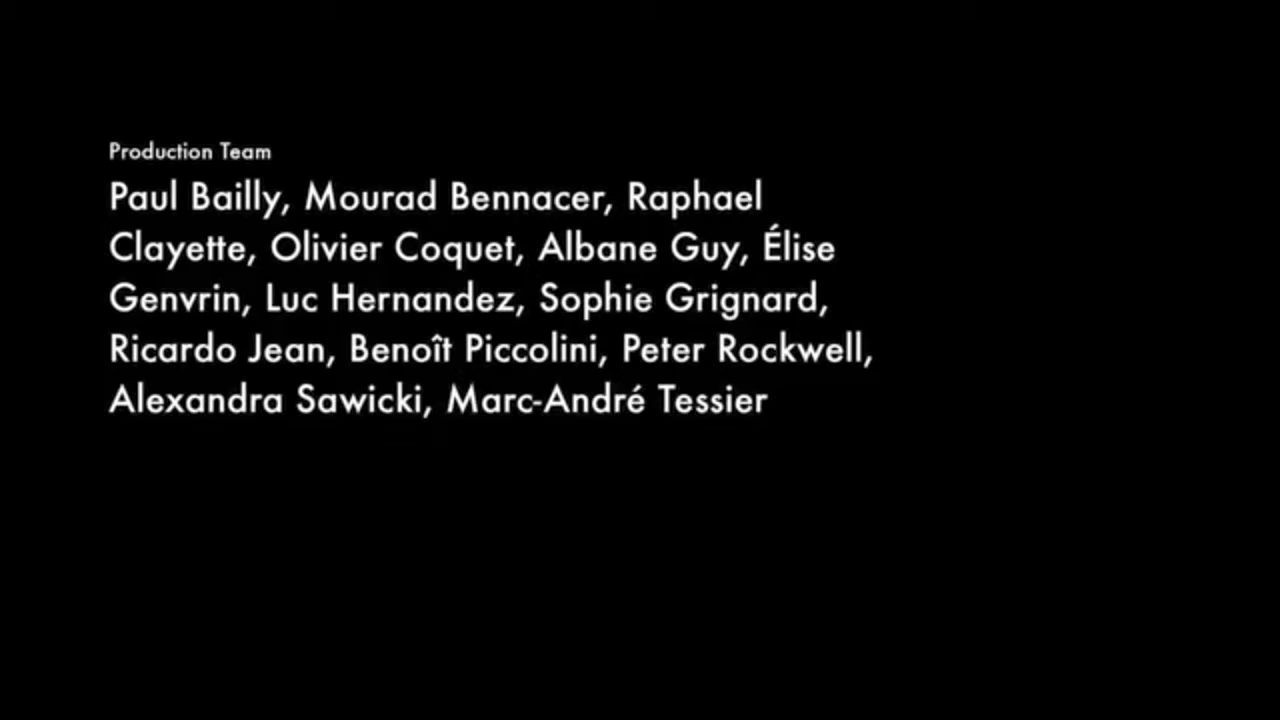 Production Team
Paul Bailly, Mourad Bennacer, Raphael
Clayette, Olivier Coquet, Albane Guy, Élise
Genvrin, Luc Hernandez, Sophie Grignard,
Ricardo Jean, Benoît Piccolini, Peter Rockwell,
Alexandra Sawicki, Marc-André Tessier